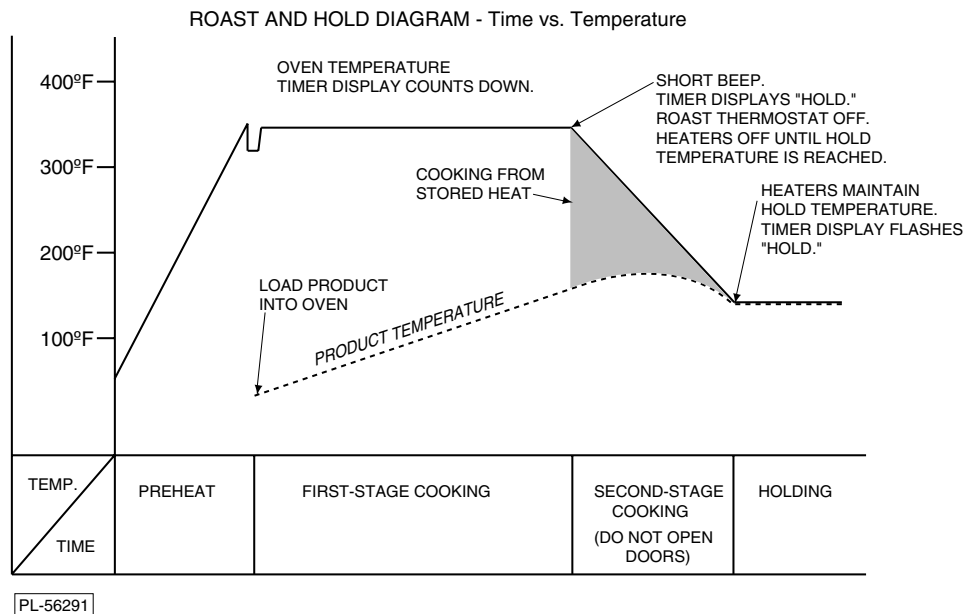 ROAST AND HOLD DIAGRAM - Time vs. Temperature
400ºF
300ºF
200ºF
100ºF
OVEN TEMPERATURE
TIMER DISPLAY COUNTS DOWN.
SHORT BEEP.
TIMER DISPLAYS "HOLD."
ROAST THERMOSTAT OFF.
HEATERS OFF UNTIL HOLD
TEMPERATURE IS REACHED.
COOKING FROM
STORED HEAT
HEATERS MAINTAIN
HOLD TEMPERATURE.
TIMER DISPLAY FLASHES
"HOLD."
LOAD PRODUCT
INTO OVEN
PRODUCT TEMPERATURE
TEMP.
TIME
PREHEAT
FIRST-STAGE COOKING
SECOND-STAGE
COOKING
(DO NOT OPEN
DOORS)
HOLDING
PL-56291